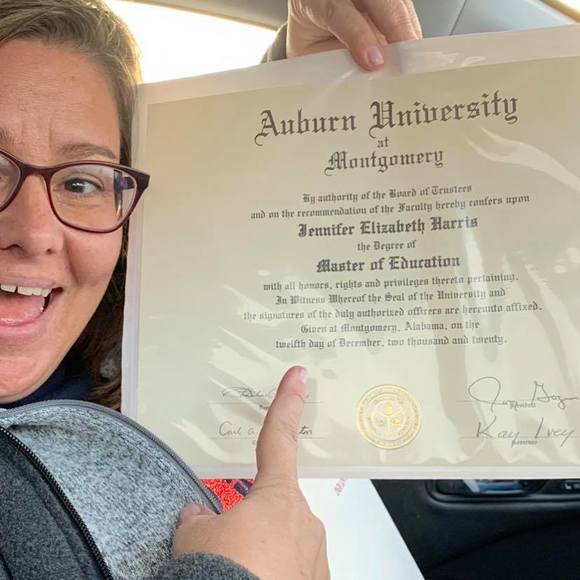 Auburn University
at
Montgomery
By authority of the Board of Trustees
and on the recommendation of the Faculty hereby confers upon
Jennifer Elizabeth Harris
the Degree of
Master of Education
with all honors, rights and privileges thereto pertaining.
In Witness Whereof the Seal of the University and
the signatures of the duly authorized officers are hereunto affixed.
Given at Montgomery, Alabama, on the
twelfth day of December, two thousand and twenty.
President
Kay Ivey
Governor